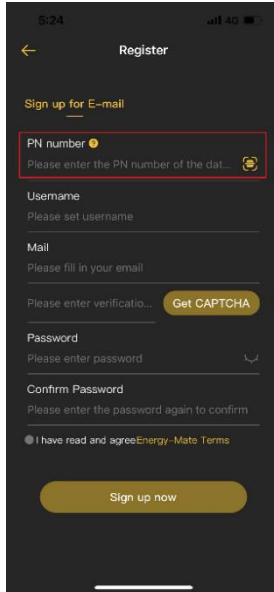 5:24
4G
Register
Sign up for E-mail
PN number ?
Please enter the PN number of the dat...
Username
Please set username
Mail
Please fill in your email
Please enter verificatio... Get CAPTCHA
Password
Please enter password
Confirm Password
Please enter the password again to confirm
I have read and agreeEnergy-Mate Terms
Sign up now